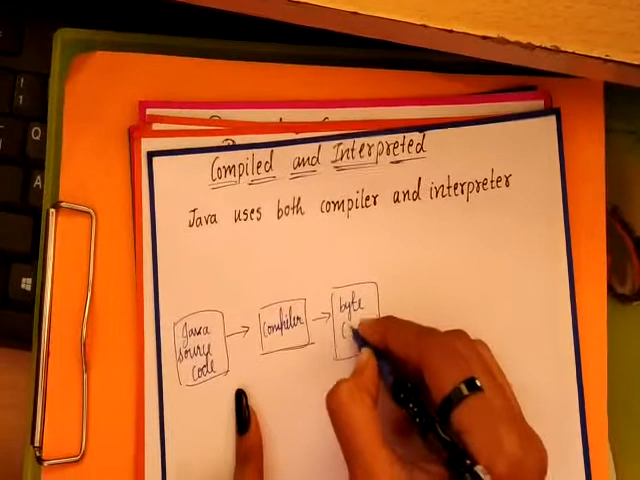 Compiled and Interpreted
Java uses both compiler and interpreter
Java
source
code
compiler
byte
Q
A